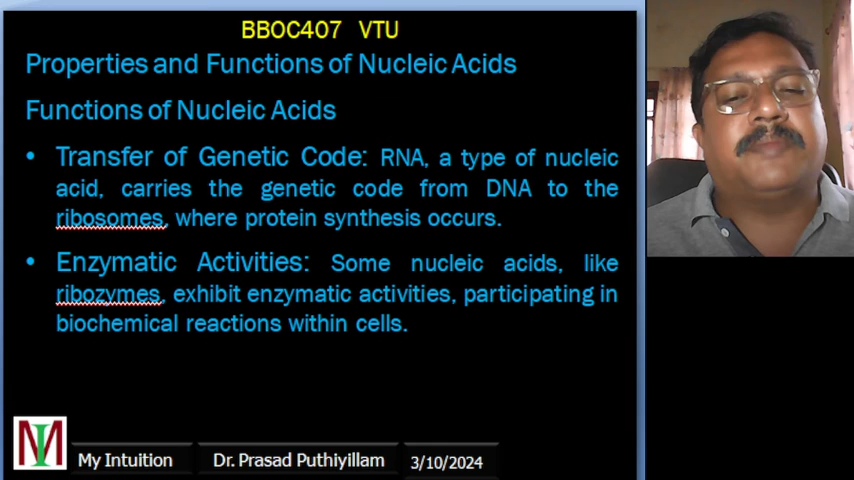 BBOC407 VTU
Properties and Functions of Nucleic Acids
Functions of Nucleic Acids
• Transfer of Genetic Code: RNA, a type of nucleic
acid, carries the genetic code from DNA to the
ribosomes, where protein synthesis occurs.
• Enzymatic Activities: Some nucleic acids, like
ribozymes, exhibit enzymatic activities, participating in
biochemical reactions within cells.
MI
My Intuition
Dr. Prasad Puthiyillam
3/10/2024